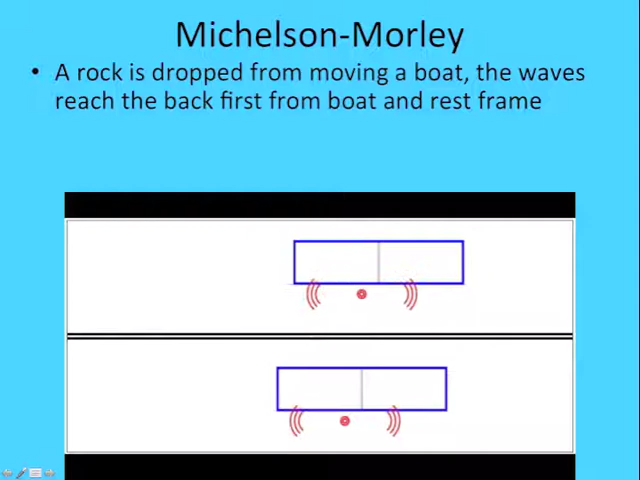 Michelson-Morley
• A rock is dropped from moving a boat, the waves
reach the back first from boat and rest frame